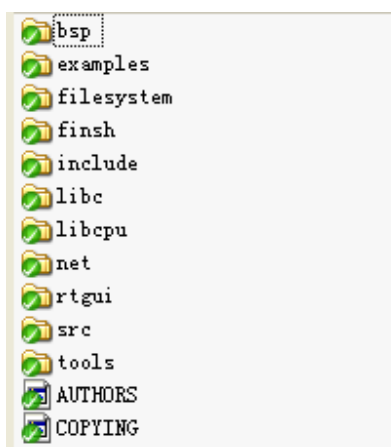 bsp
examples
filesystem
finsh
include
libc
libcpu
net
rtgui
src
tools
AUTHORS
COPYING